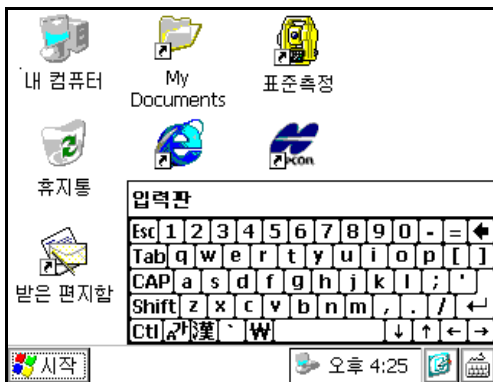 내 컴퓨터
My
Documents
표준측정
휴지통
받은 편지함
입력판
Esc 1 2 3 4 5 6 7 8 9 0 - = ←
Tab q w e r t y u i o p [ ]
CAP a s d f g h j k l ; '
Shift z x c v b n m , . / ↵
Ctl 漢 ` ₩ ↓ ↑ ← →
시작
오후 4:25